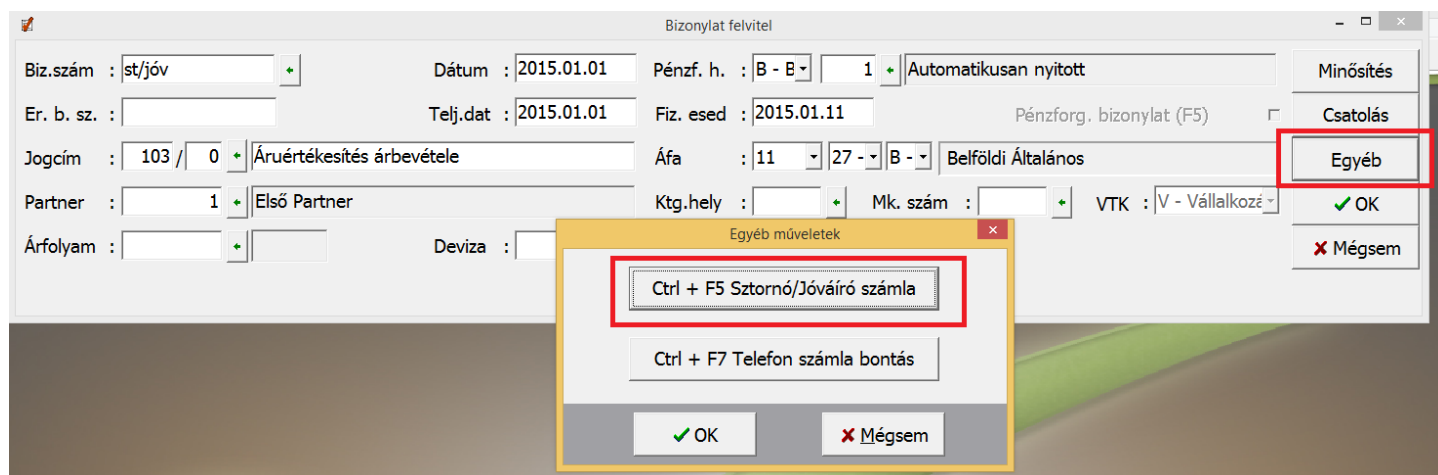 Bizonylat felvitel
Biz.szám : st/jóv Dátum : 2015.01.01 Pénzf. h. : B - B 1 Automatikusan nyitott Minősítés
Er. b. sz. : Telj.dat : 2015.01.01 Fiz. esed : 2015.01.11 Pénzforg. bizonylat (F5) Csatolás
Jogcím : 103 / 0 Áruértékesítés árbevétele Áfa : 11 27 - B - Belföldi Általános Egyéb
Partner : 1 Első Partner Ktg.hely : Mk. szám : VTK : V - Vállalkozá OK
Árfolyam : Deviza : Mégsem
Egyéb műveletek
Ctrl + F5 Sztornó/Jóváíró számla
Ctrl + F7 Telefon számla bontás
OK Mégsem